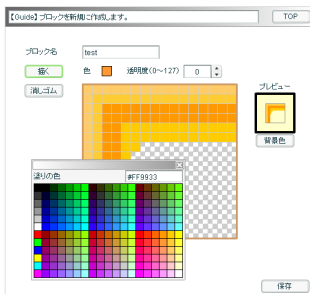 【Guide】ブロックを新規に作成します。 TOP
ブロック名 test
描く 色 透明度(0～127) 0
消しゴム
プレビュー
背景色
塗りの色 #FF9933
保存